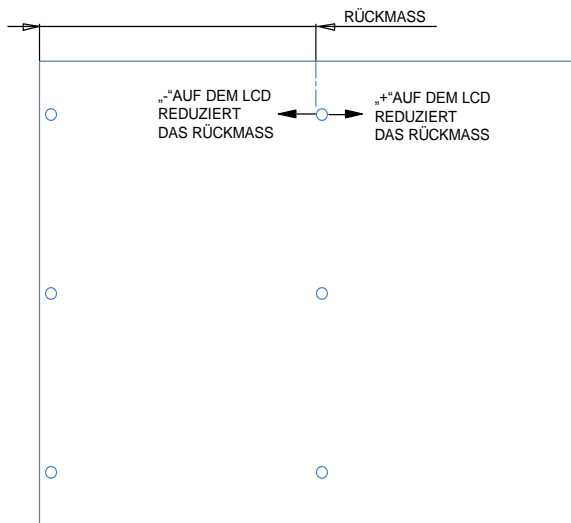 RÜCKMASS
„-“AUF DEM LCD
REDUZIERT
DAS RÜCKMASS
„+“AUF DEM LCD
REDUZIERT
DAS RÜCKMASS